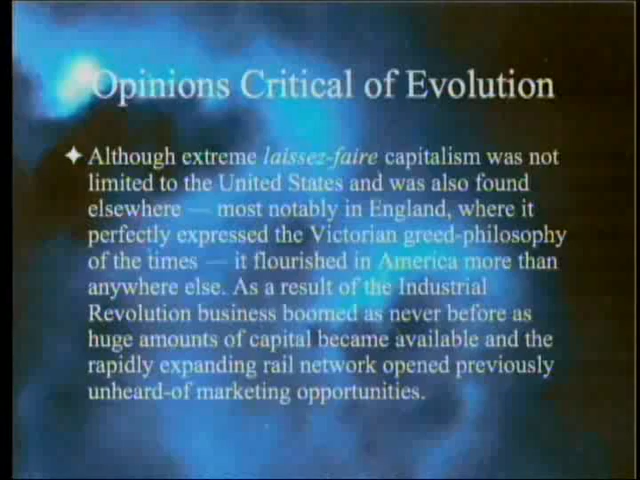 Opinions Critical of Evolution
Although extreme laissez-faire capitalism was not
limited to the United States and was also found
elsewhere — most notably in England, where it
perfectly expressed the Victorian greed-philosophy
of the times — it flourished in America more than
anywhere else. As a result of the Industrial
Revolution business boomed as never before as
huge amounts of capital became available and the
rapidly expanding rail network opened previously
unheard-of marketing opportunities.